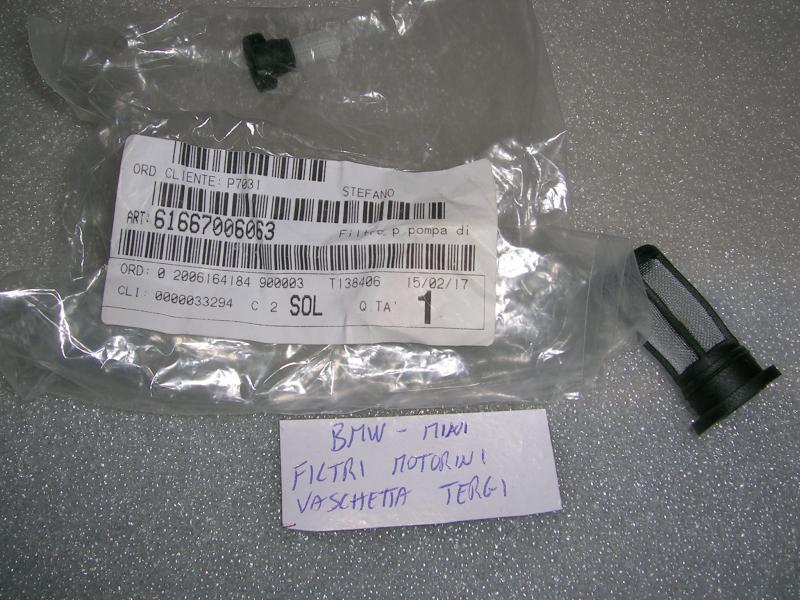 ORD CLIENTE: P7031
STEFANO
ART: 61667006063
Filtro p pompa di
ORD: 0 2006164184 900003 T138406 15/02/17
CLI: 0000033294 C 2 SOL Q TA' 1
BMW - MINI
FILTRI MOTORINI
VASCHETTA TERGI